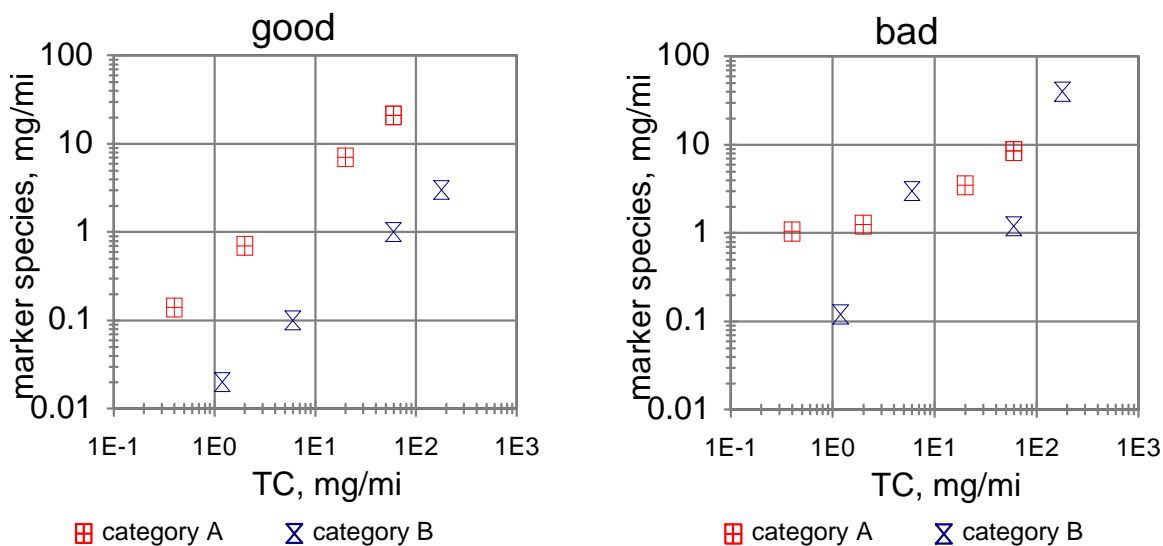 good
100
10
1
0.1
0.01
marker species, mg/mi
1E-1 1E0 1E1 1E2 1E3
TC, mg/mi
category A category B
bad
100
10
1
0.1
0.01
marker species, mg/mi
1E-1 1E0 1E1 1E2 1E3
TC, mg/mi
category A category B